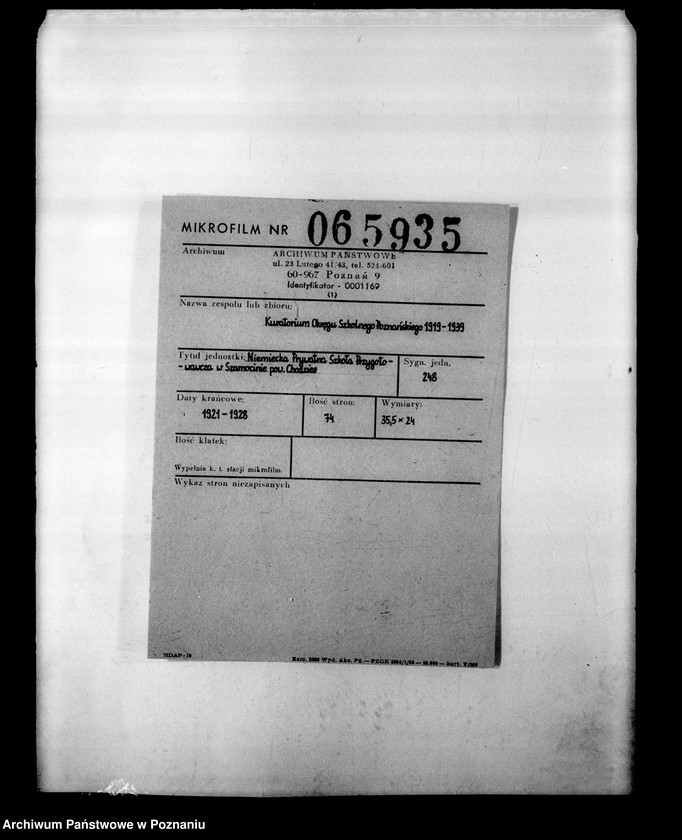 MIKROFILM NR 065935
Archiwum
ARCHIWUM PAŃSTWOWE
ul. 23 Lutego 41/43, tel. 524-601
60-967 Poznań 9
Identyfikator - 0001169
(1)
Nazwa zespołu lub zbioru:
Kuratorium Okręgu Szkolnego Poznańskiego 1919-1939
Tytuł jednostki: Niemiecka Prywatna Szkoła Przygoto-
-wawcza w Szamocinie pow. Chodzież
Sygn. jedn.
248
Daty krańcowe:
1921-1928
Ilość stron:
74
Wymiary:
35,5 × 24
Ilość klatek:
Wypełnia k. t. stacji mikrofilm.
Wykaz stron niezapisanych
Archiwum Państwowe w Poznaniu